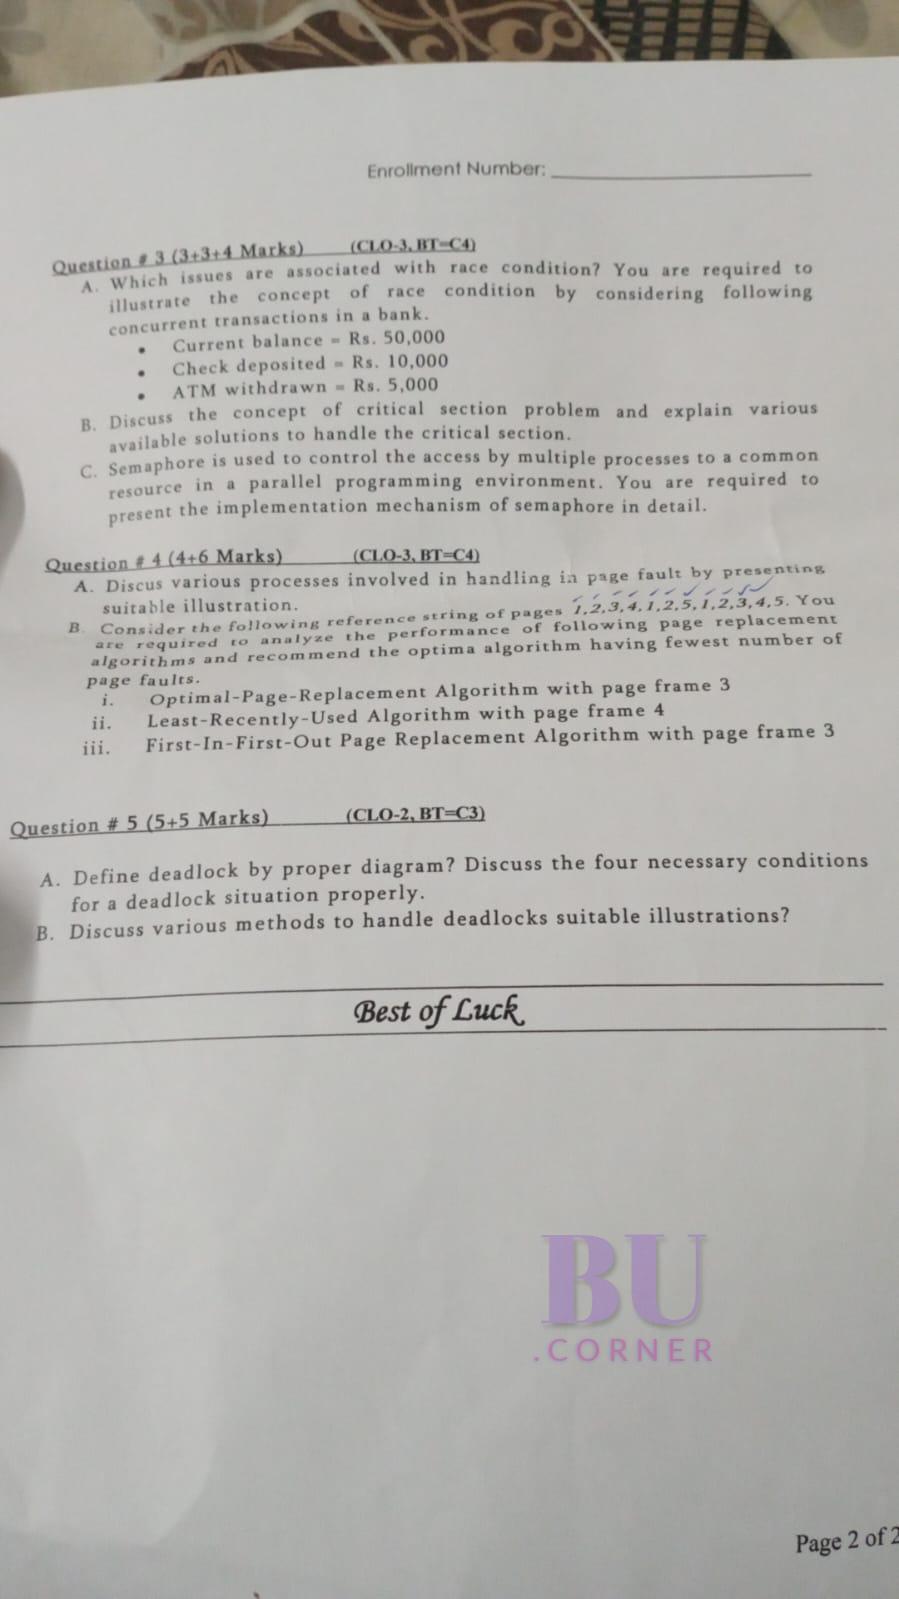 Enrollment Number:
Question # 3 (3+3+4 Marks) (CLO-3, BT=C4)
A. Which issues are associated with race condition? You are required to
illustrate the concept of race condition by considering following
concurrent transactions in a bank.
• Current balance = Rs. 50,000
• Check deposited = Rs. 10,000
• ATM withdrawn = Rs. 5,000
B. Discuss the concept of critical section problem and explain various
available solutions to handle the critical section.
C. Semaphore is used to control the access by multiple processes to a common
resource in a parallel programming environment. You are required to
present the implementation mechanism of semaphore in detail.
Question # 4 (4+6 Marks) (CLO-3, BT=C4)
A. Discus various processes involved in handling in page fault by presenting
suitable illustration.
B. Consider the following reference string of pages 1,2,3,4,1,2,5,1,2,3,4,5. You
are required to analyze the performance of following page replacement
algorithms and recommend the optima algorithm having fewest number of
page faults.
i. Optimal-Page-Replacement Algorithm with page frame 3
ii. Least-Recently-Used Algorithm with page frame 4
iii. First-In-First-Out Page Replacement Algorithm with page frame 3
Question # 5 (5+5 Marks) (CLO-2, BT=C3)
A. Define deadlock by proper diagram? Discuss the four necessary conditions
for a deadlock situation properly.
B. Discuss various methods to handle deadlocks suitable illustrations?
Best of Luck
BU
.CORNER
Page 2 of 2